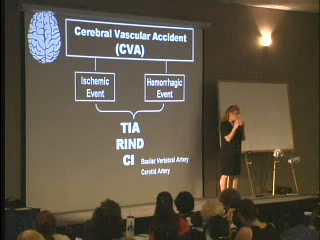 Cerebral Vascular Accident
(CVA)
Ischemic
Event
Hemorrhagic
Event
TIA
RIND
CI Basilar Vertebral Artery
Carotid Artery